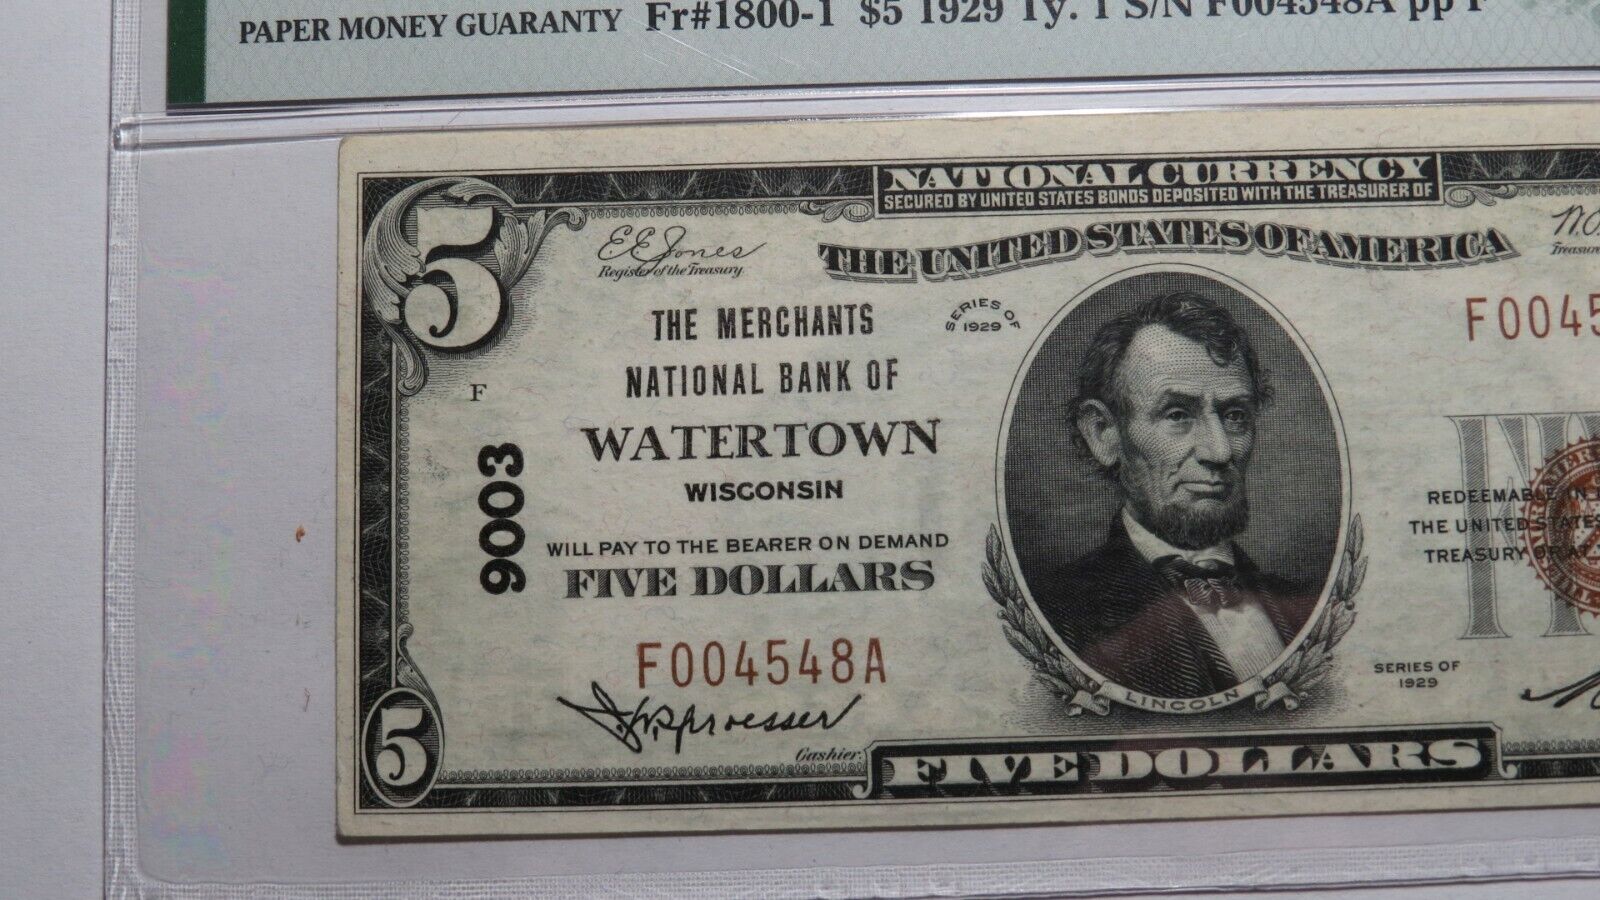 PAPER MONEY GUARANTY Fr#1800-1 $5 1929 Ty. 1 S/N F004548A pp F
NATIONAL CURRENCY
SECURED BY UNITED STATES BONDS DEPOSITED WITH THE TREASURER OF
THE UNITED STATES OF AMERICA
5
E E Jones
Register of the Treasury
THE MERCHANTS
NATIONAL BANK OF
WATERTOWN
WISCONSIN
SERIES OF
1929
F
9003
WILL PAY TO THE BEARER ON DEMAND
FIVE DOLLARS
F004548A
Cashier.
5
LINCOLN
FIVE DOLLARS
F0045
REDEEMABLE IN
THE UNITED STATES
TREASURY OR AT
SERIES OF
1929